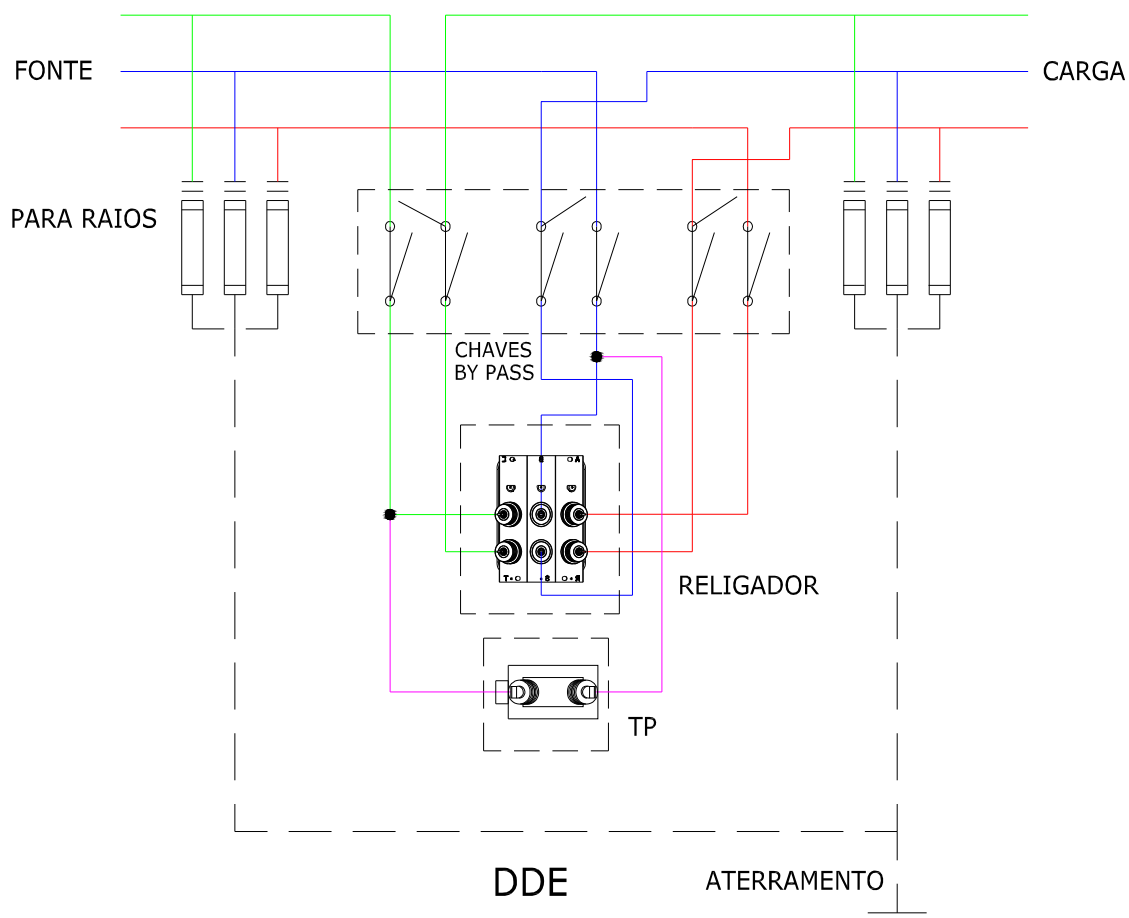 FONTE
CARGA
PARA RAIOS
CHAVES
BY PASS
RELIGADOR
TP
DDE
ATERRAMENTO